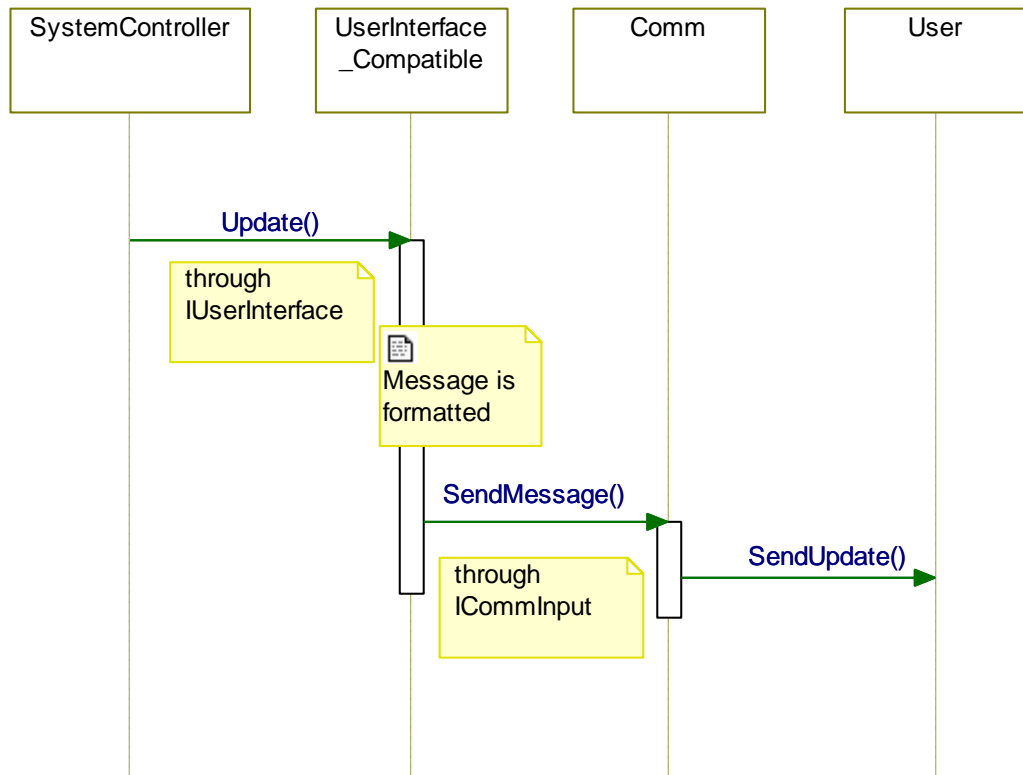 SystemController
UserInterface
_Compatible
Comm
User
Update()
through
IUserInterface
Message is
formatted
SendMessage()
SendUpdate()
through
ICommInput